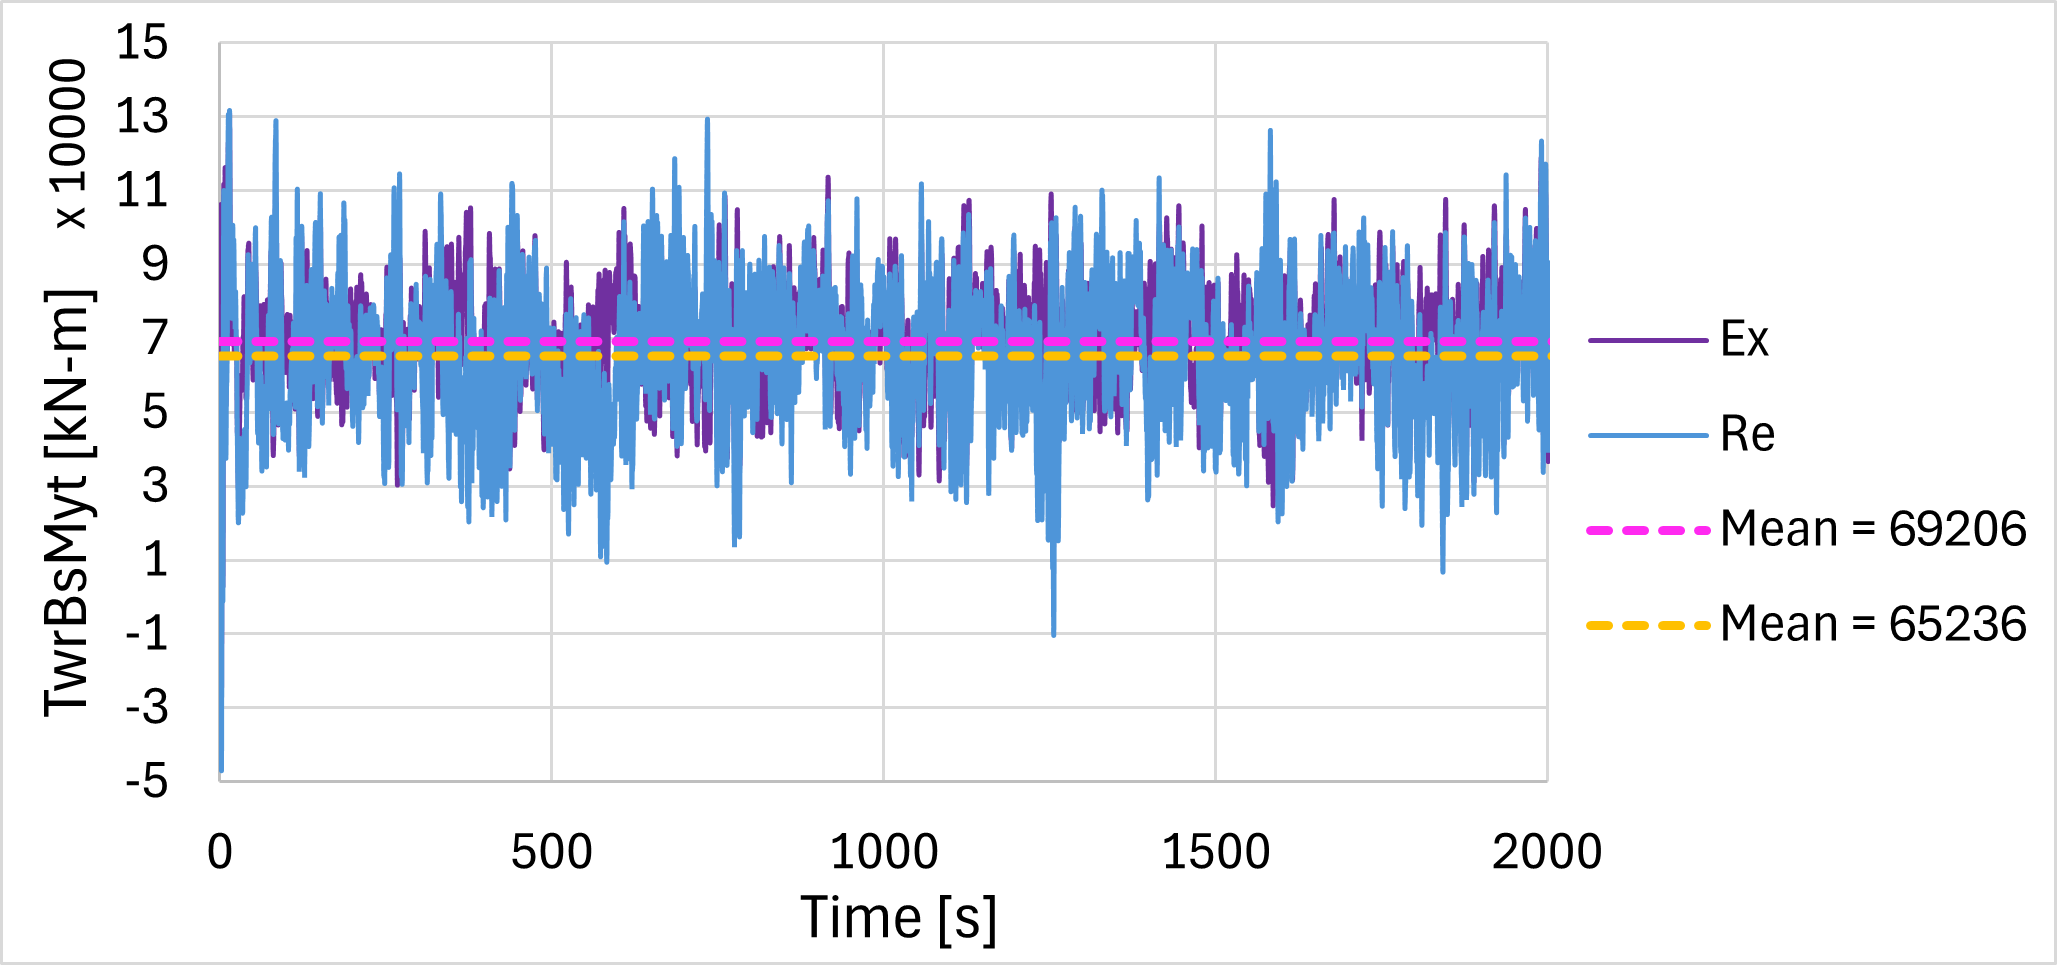 TwrBsMyt [kN-m] x 10000
15
13
11
9
7
5
3
1
-1
-3
-5
0 500 1000 1500 2000
Time [s]
Ex
Re
Mean = 69206
Mean = 65236